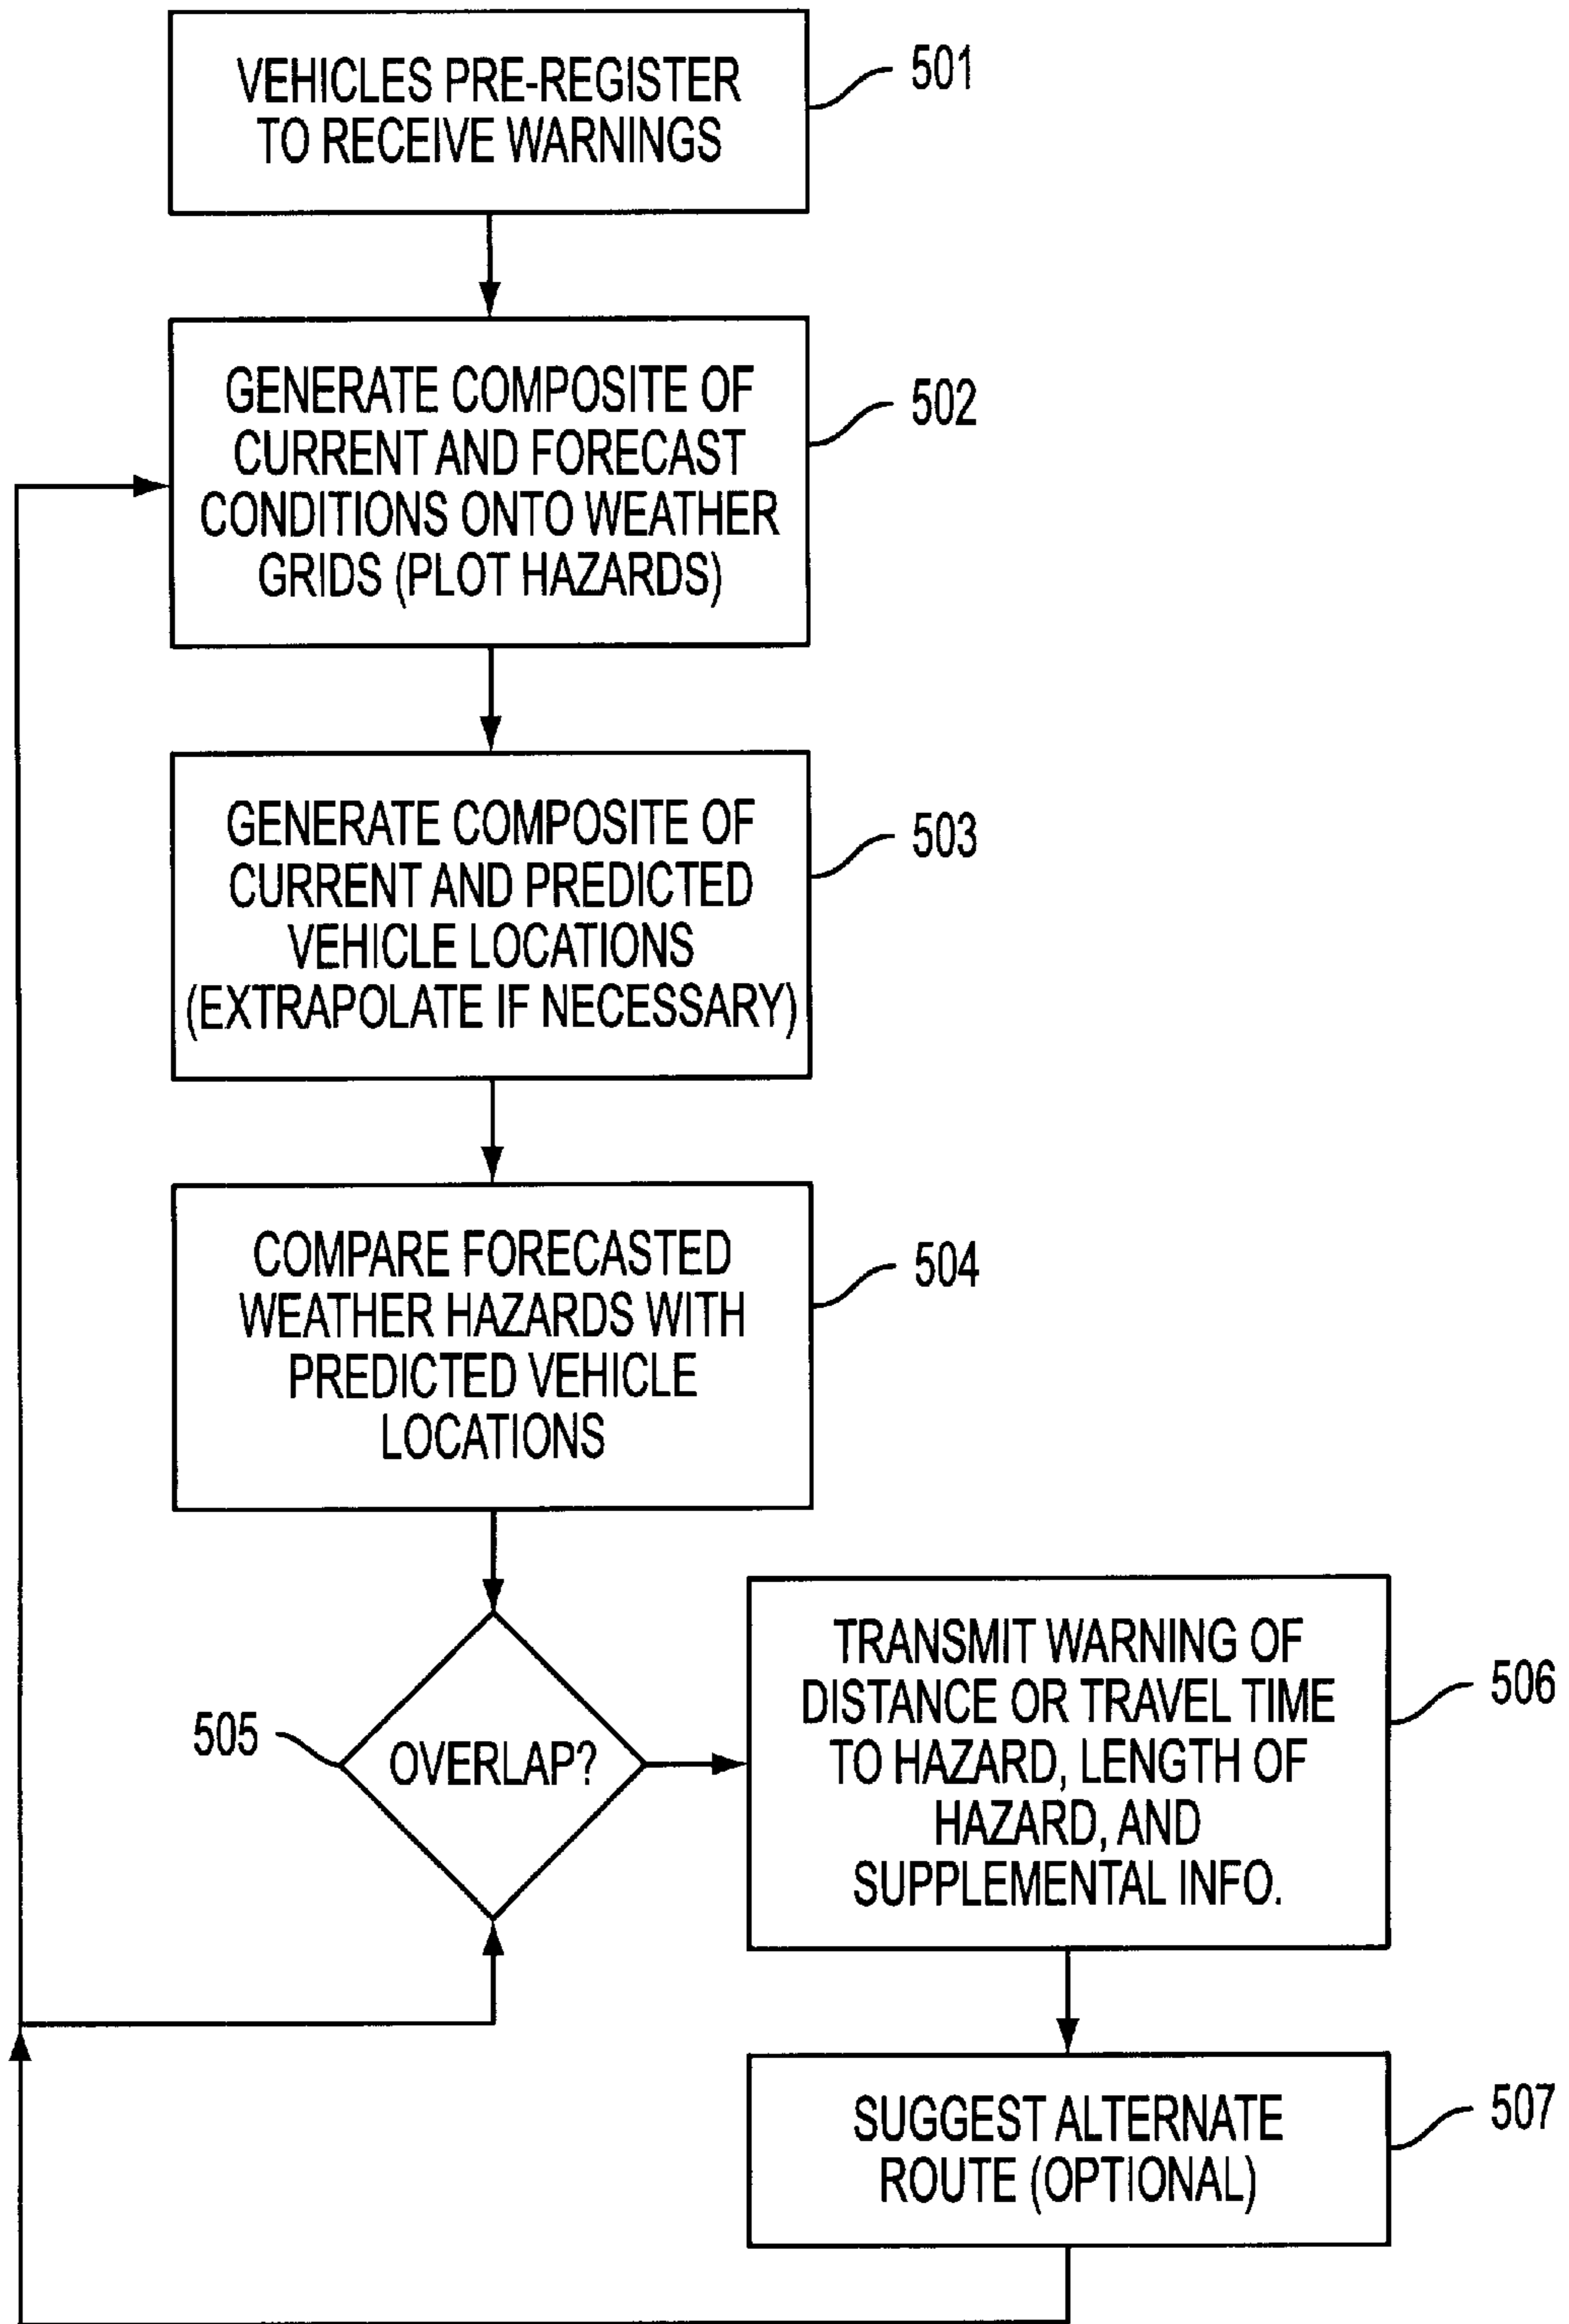 VEHICLES PRE-REGISTER
TO RECEIVE WARNINGS
501
GENERATE COMPOSITE OF
CURRENT AND FORECAST
CONDITIONS ONTO WEATHER
GRIDS (PLOT HAZARDS)
502
GENERATE COMPOSITE OF
CURRENT AND PREDICTED
VEHICLE LOCATIONS
(EXTRAPOLATE IF NECESSARY)
503
COMPARE FORECASTED
WEATHER HAZARDS WITH
PREDICTED VEHICLE
LOCATIONS
504
505
OVERLAP?
TRANSMIT WARNING OF
DISTANCE OR TRAVEL TIME
TO HAZARD, LENGTH OF
HAZARD, AND
SUPPLEMENTAL INFO.
506
SUGGEST ALTERNATE
ROUTE (OPTIONAL)
507